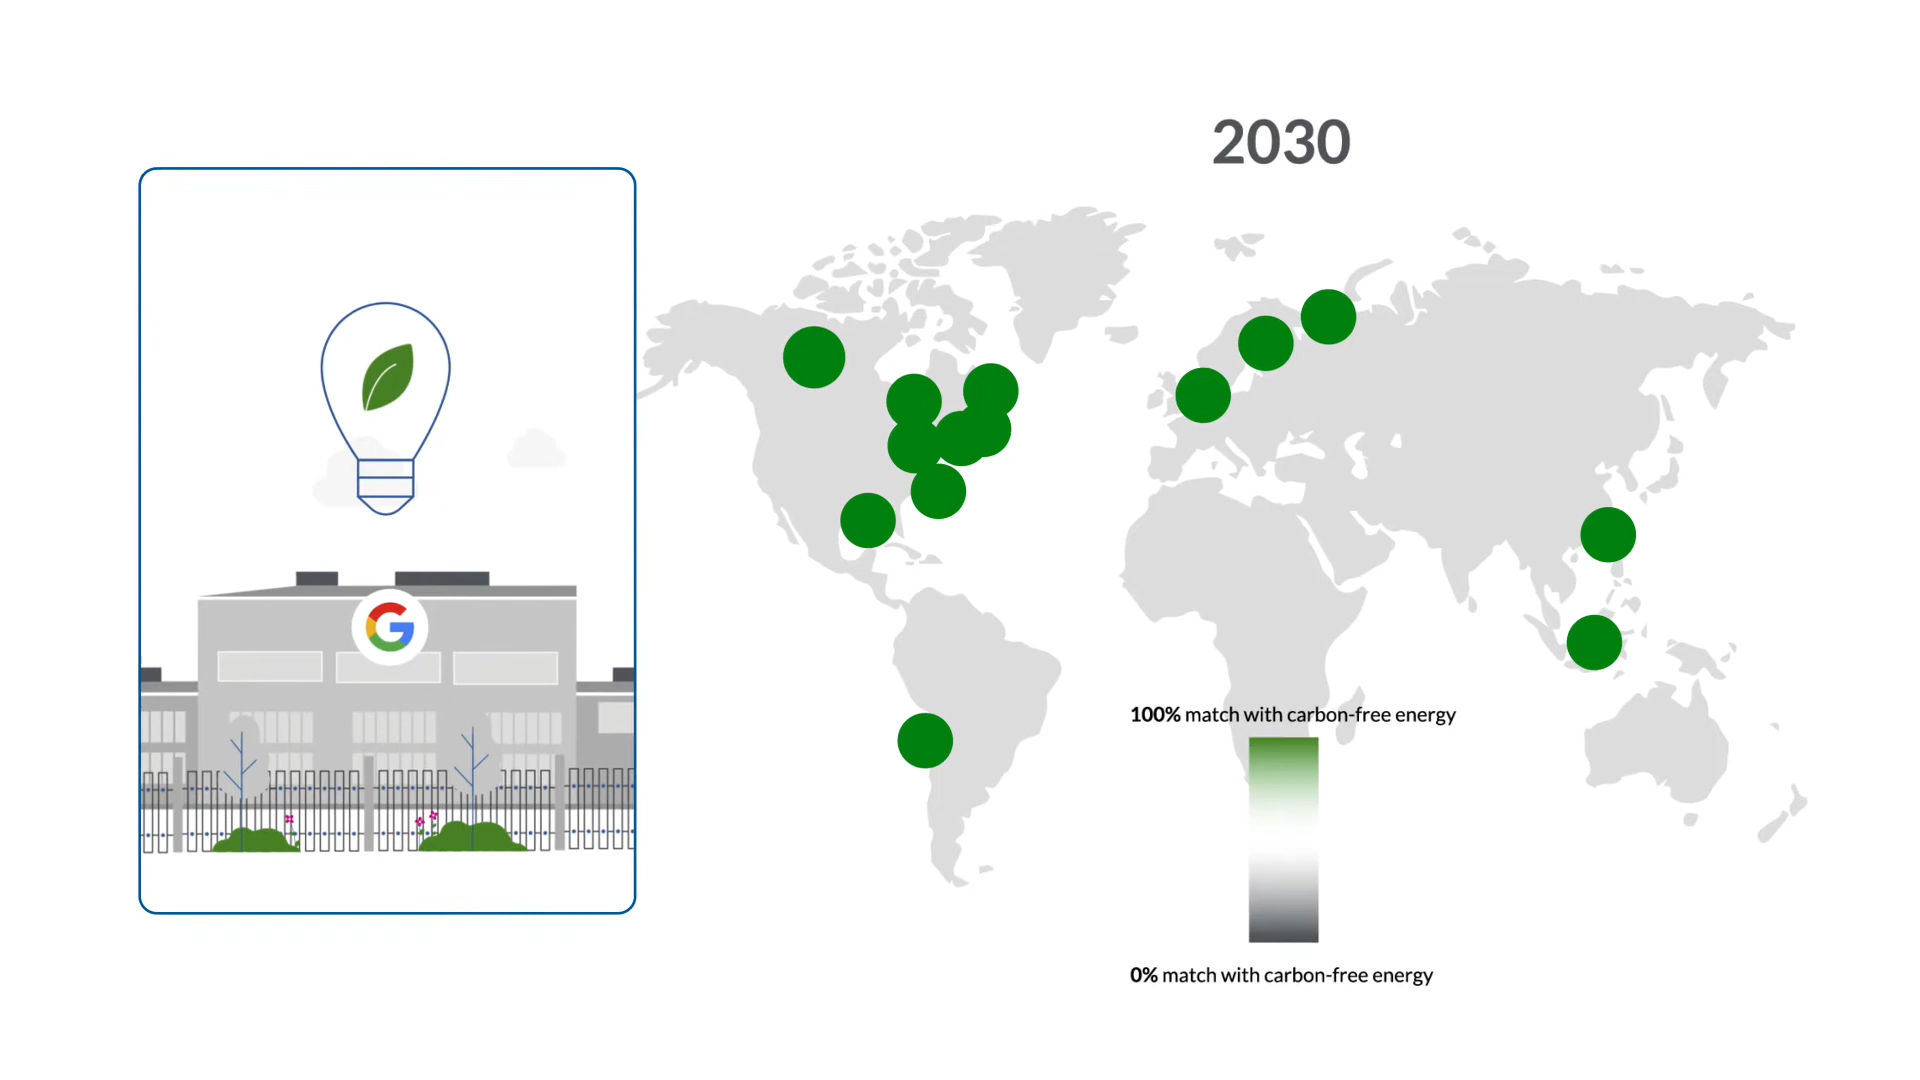 2030
100% match with carbon-free energy
0% match with carbon-free energy